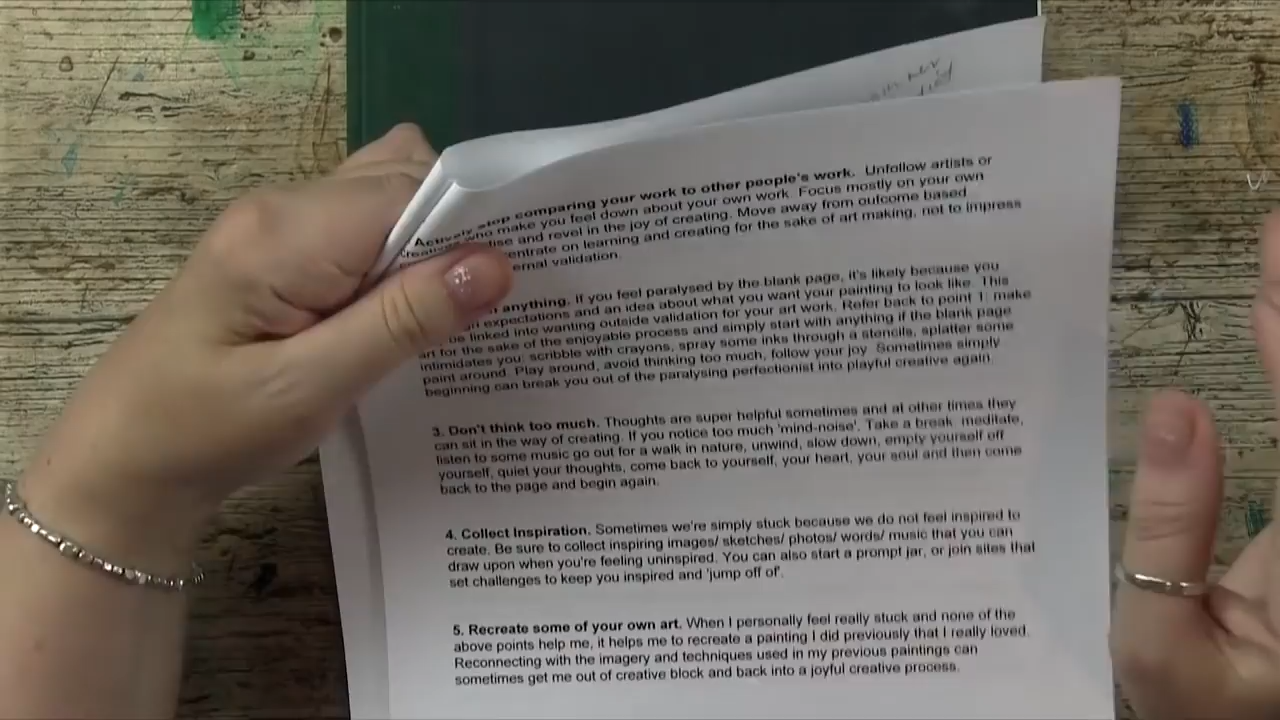 Actively stop comparing your work to other people's work. Unfollow artists or
who make you feel down about your own work. Focus mostly on your own
and revel in the joy of creating. Move away from outcome based
on learning and creating for the sake of art making, not to impress
validation.
anything. If you feel paralysed by the blank page, it's likely because you
expectations and an idea about what you want your painting to look like. This
be linked into wanting outside validation for your art work. Refer back to point 1: make
art for the sake of the enjoyable process and simply start with anything if the blank page
intimidates you: scribble with crayons, spray some inks through a stencils, splatter some
paint around. Play around, avoid thinking too much, follow your joy. Sometimes simply
beginning can break you out of the paralysing perfectionist into playful creative again.
3. Don't think too much. Thoughts are super helpful sometimes and at other times they
can sit in the way of creating. If you notice too much 'mind-noise'. Take a break meditate,
listen to some music go out for a walk in nature, unwind, slow down, empty yourself off
yourself, quiet your thoughts, come back to yourself, your heart, your soul and then come
back to the page and begin again.
4. Collect Inspiration. Sometimes we're simply stuck because we do not feel inspired to
create. Be sure to collect inspiring images/ sketches/ photos/ words/ music that you can
draw upon when you're feeling uninspired. You can also start a prompt jar, or join sites that
set challenges to keep you inspired and 'jump off of'.
5. Recreate some of your own art. When I personally feel really stuck and none of the
above points help me, it helps me to recreate a painting I did previously that I really loved.
Reconnecting with the imagery and techniques used in my previous paintings can
sometimes get me out of creative block and back into a joyful creative process.